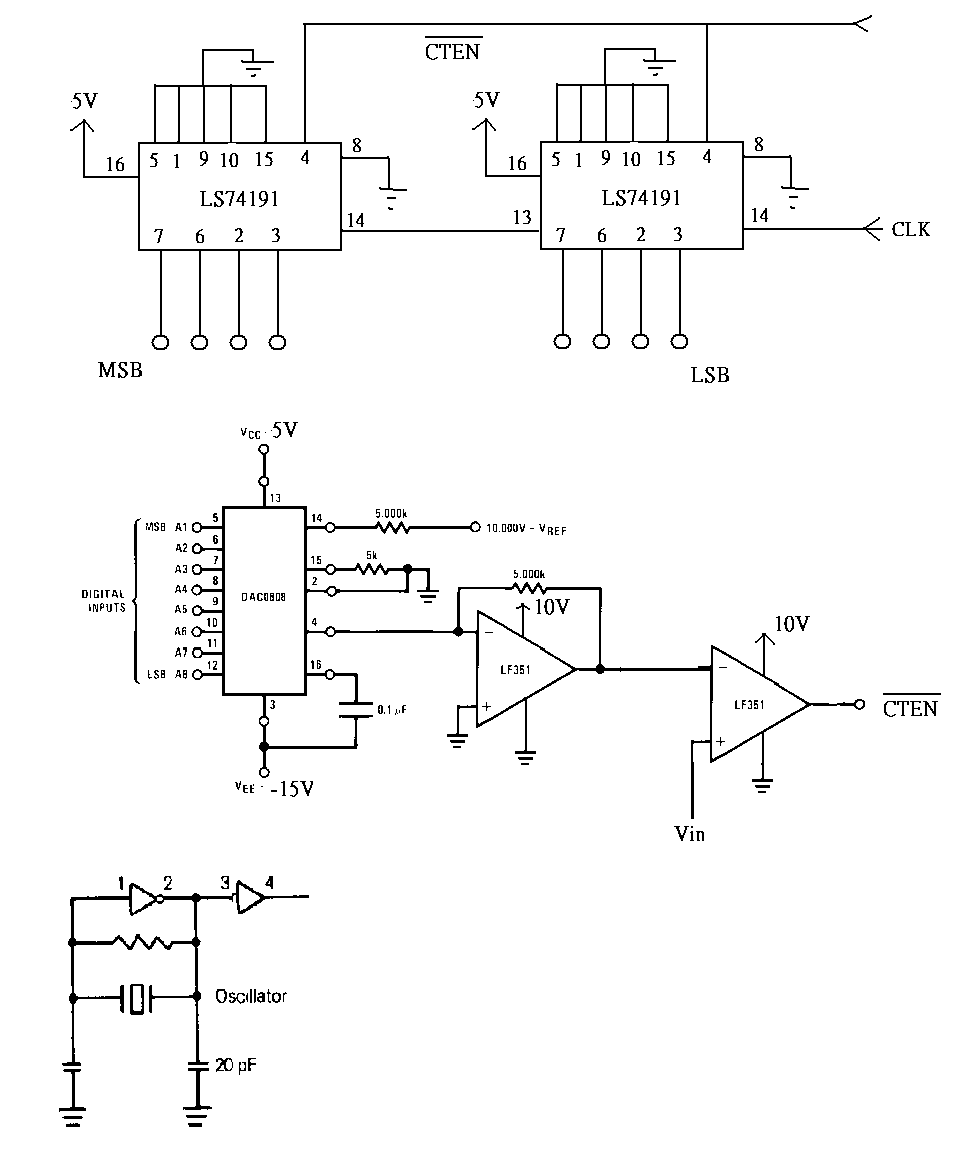 CTEN
5V
5V
16
5 1 9 10 15 4
8
LS74191
14
7 6 2 3
MSB
16
5 1 9 10 15 4
8
LS74191
13
14
CLK
7 6 2 3
LSB
VCC - 5V
13
DIGITAL
INPUTS
MSB A1 5
A2 6
A3 7
A4 8
A5 9
A6 10
A7 11
LSB A8 12
DAC0808
14
5.000k
10.000V - VREF
15
5k
2
4
16
0.1 μF
3
VEE - -15V
5.000k
10V
−
LF351
+
10V
−
LF351
+
CTEN
Vin
1 2 3 4
Oscillator
20 pF